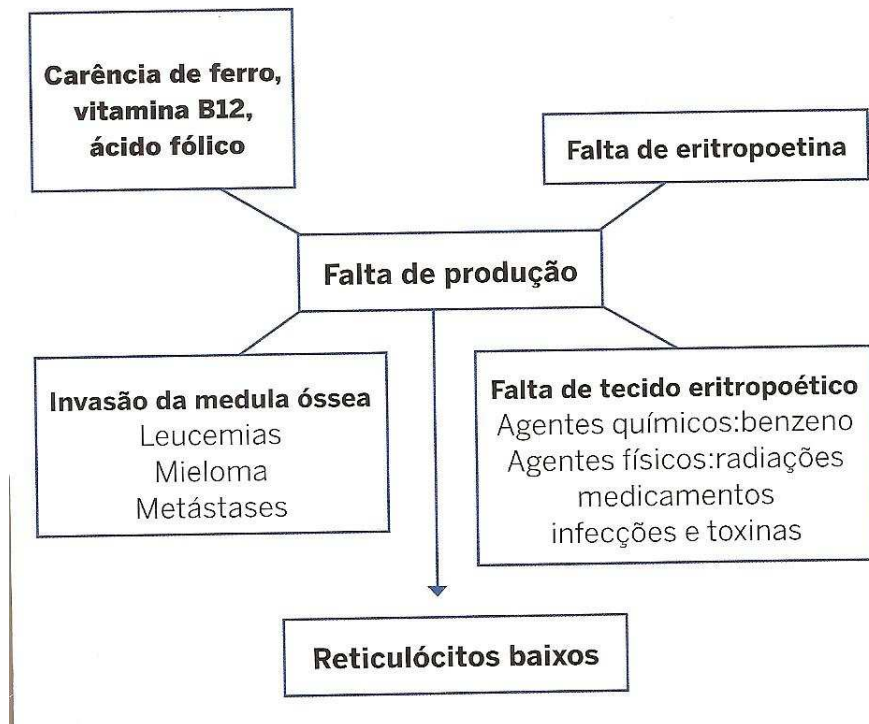 Carência de ferro,
vitamina B12,
ácido fólico
Falta de eritropoetina
Falta de produção
Invasão da medula óssea
Leucemias
Mieloma
Metástases
Falta de tecido eritropoético
Agentes químicos:benzeno
Agentes físicos:radiações
medicamentos
infecções e toxinas
Reticulócitos baixos